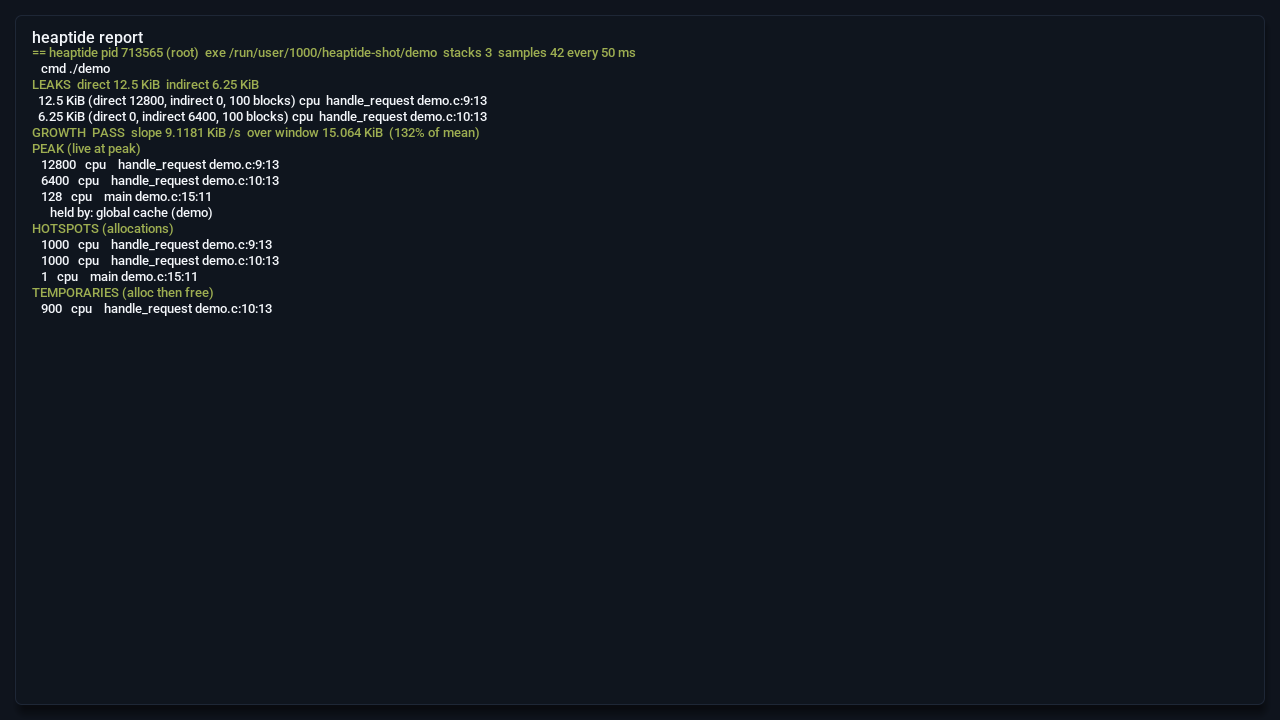 heaptide report
== heaptide pid 713565 (root)  exe /run/user/1000/heaptide-shot/demo  stacks 3  samples 42 every 50 ms
cmd ./demo
LEAKS  direct 12.5 KiB  indirect 6.25 KiB
12.5 KiB (direct 12800, indirect 0, 100 blocks) cpu  handle_request demo.c:9:13
6.25 KiB (direct 0, indirect 6400, 100 blocks) cpu  handle_request demo.c:10:13
GROWTH  PASS  slope 9.1181 KiB /s  over window 15.064 KiB  (132% of mean)
PEAK (live at peak)
12800  cpu  handle_request demo.c:9:13
6400  cpu  handle_request demo.c:10:13
128  cpu  main demo.c:15:11
held by: global cache (demo)
HOTSPOTS (allocations)
1000  cpu  handle_request demo.c:9:13
1000  cpu  handle_request demo.c:10:13
1  cpu  main demo.c:15:11
TEMPORARIES (alloc then free)
900  cpu  handle_request demo.c:10:13